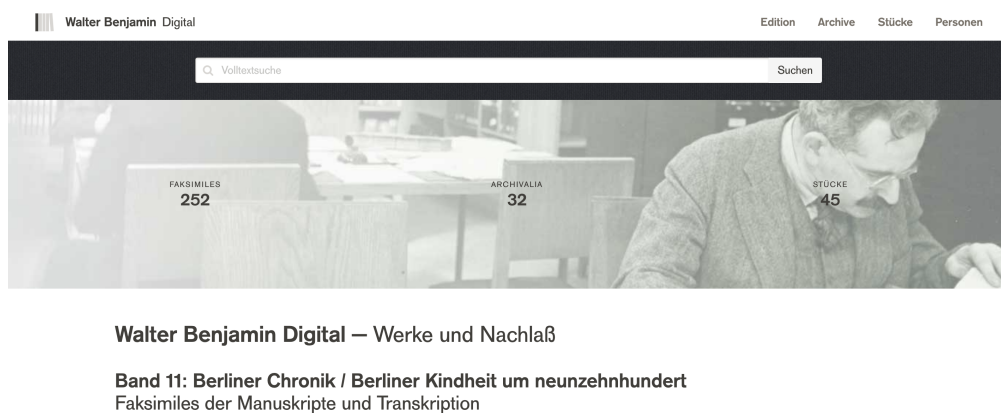 Walter Benjamin Digital
Edition Archive Stücke Personen
Volltextsuche Suchen
FAKSIMILES ARCHIVALIA STÜCKE
252 32 45
Walter Benjamin Digital — Werke und Nachlaß
Band 11: Berliner Chronik / Berliner Kindheit um neunzehnhundert
Faksimiles der Manuskripte und Transkription